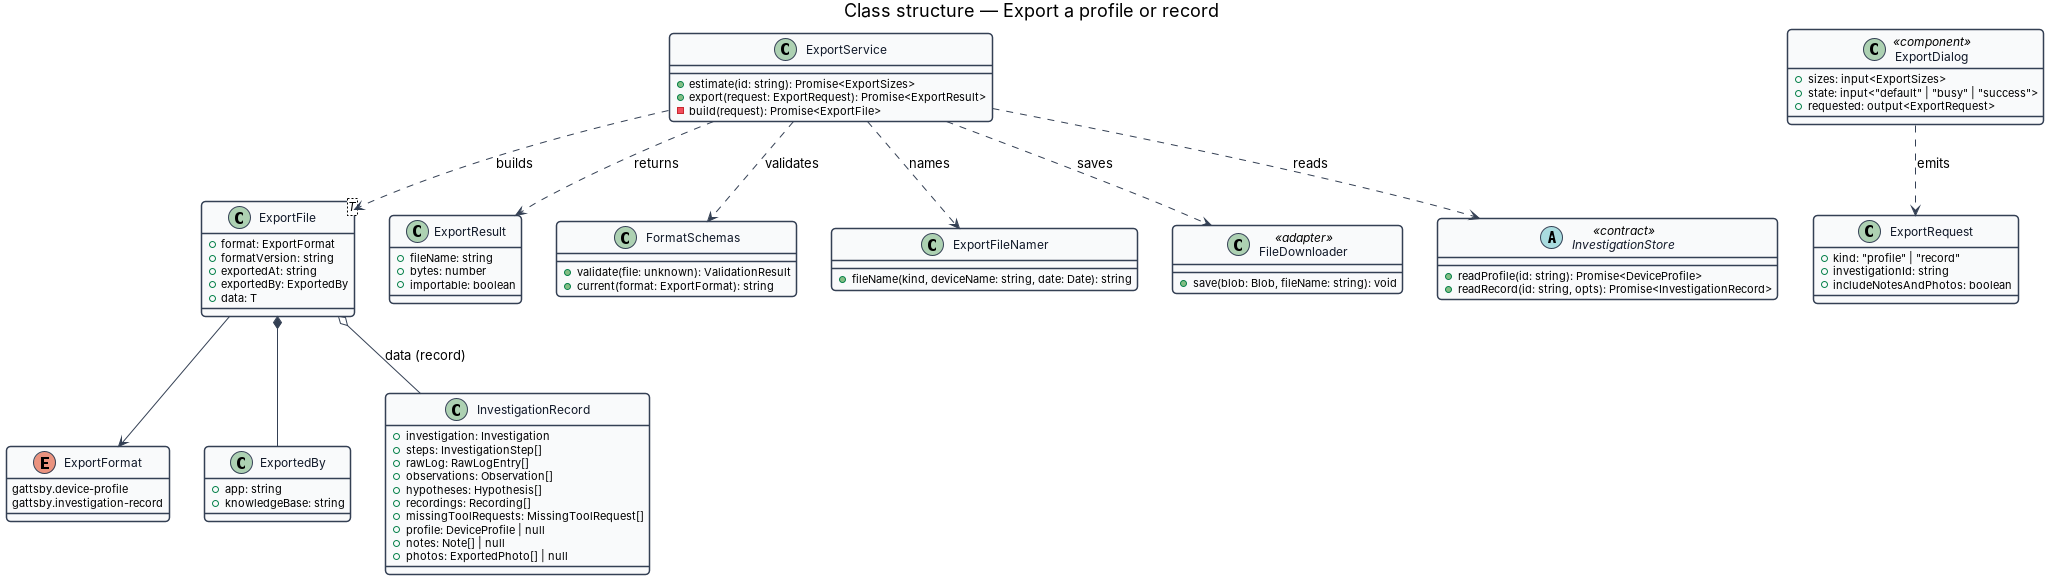 Class structure — Export a profile or record
C ExportService
estimate(id: string): Promise<ExportSizes>
export(request: ExportRequest): Promise<ExportResult>
build(request): Promise<ExportFile>
C «component»
ExportDialog
sizes: input<ExportSizes>
state: input<"default" | "busy" | "success">
requested: output<ExportRequest>
builds
returns
validates
names
saves
reads
emits
C ExportFile T
format: ExportFormat
formatVersion: string
exportedAt: string
exportedBy: ExportedBy
data: T
C ExportResult
fileName: string
bytes: number
importable: boolean
C FormatSchemas
validate(file: unknown): ValidationResult
current(format: ExportFormat): string
C ExportFileNamer
fileName(kind, deviceName: string, date: Date): string
C «adapter»
FileDownloader
save(blob: Blob, fileName: string): void
A «contract»
InvestigationStore
readProfile(id: string): Promise<DeviceProfile>
readRecord(id: string, opts): Promise<InvestigationRecord>
C ExportRequest
kind: "profile" | "record"
investigationId: string
includeNotesAndPhotos: boolean
data (record)
E ExportFormat
gattsby.device-profile
gattsby.investigation-record
C ExportedBy
app: string
knowledgeBase: string
C InvestigationRecord
investigation: Investigation
steps: InvestigationStep[]
rawLog: RawLogEntry[]
observations: Observation[]
hypotheses: Hypothesis[]
recordings: Recording[]
missingToolRequests: MissingToolRequest[]
profile: DeviceProfile | null
notes: Note[] | null
photos: ExportedPhoto[] | null